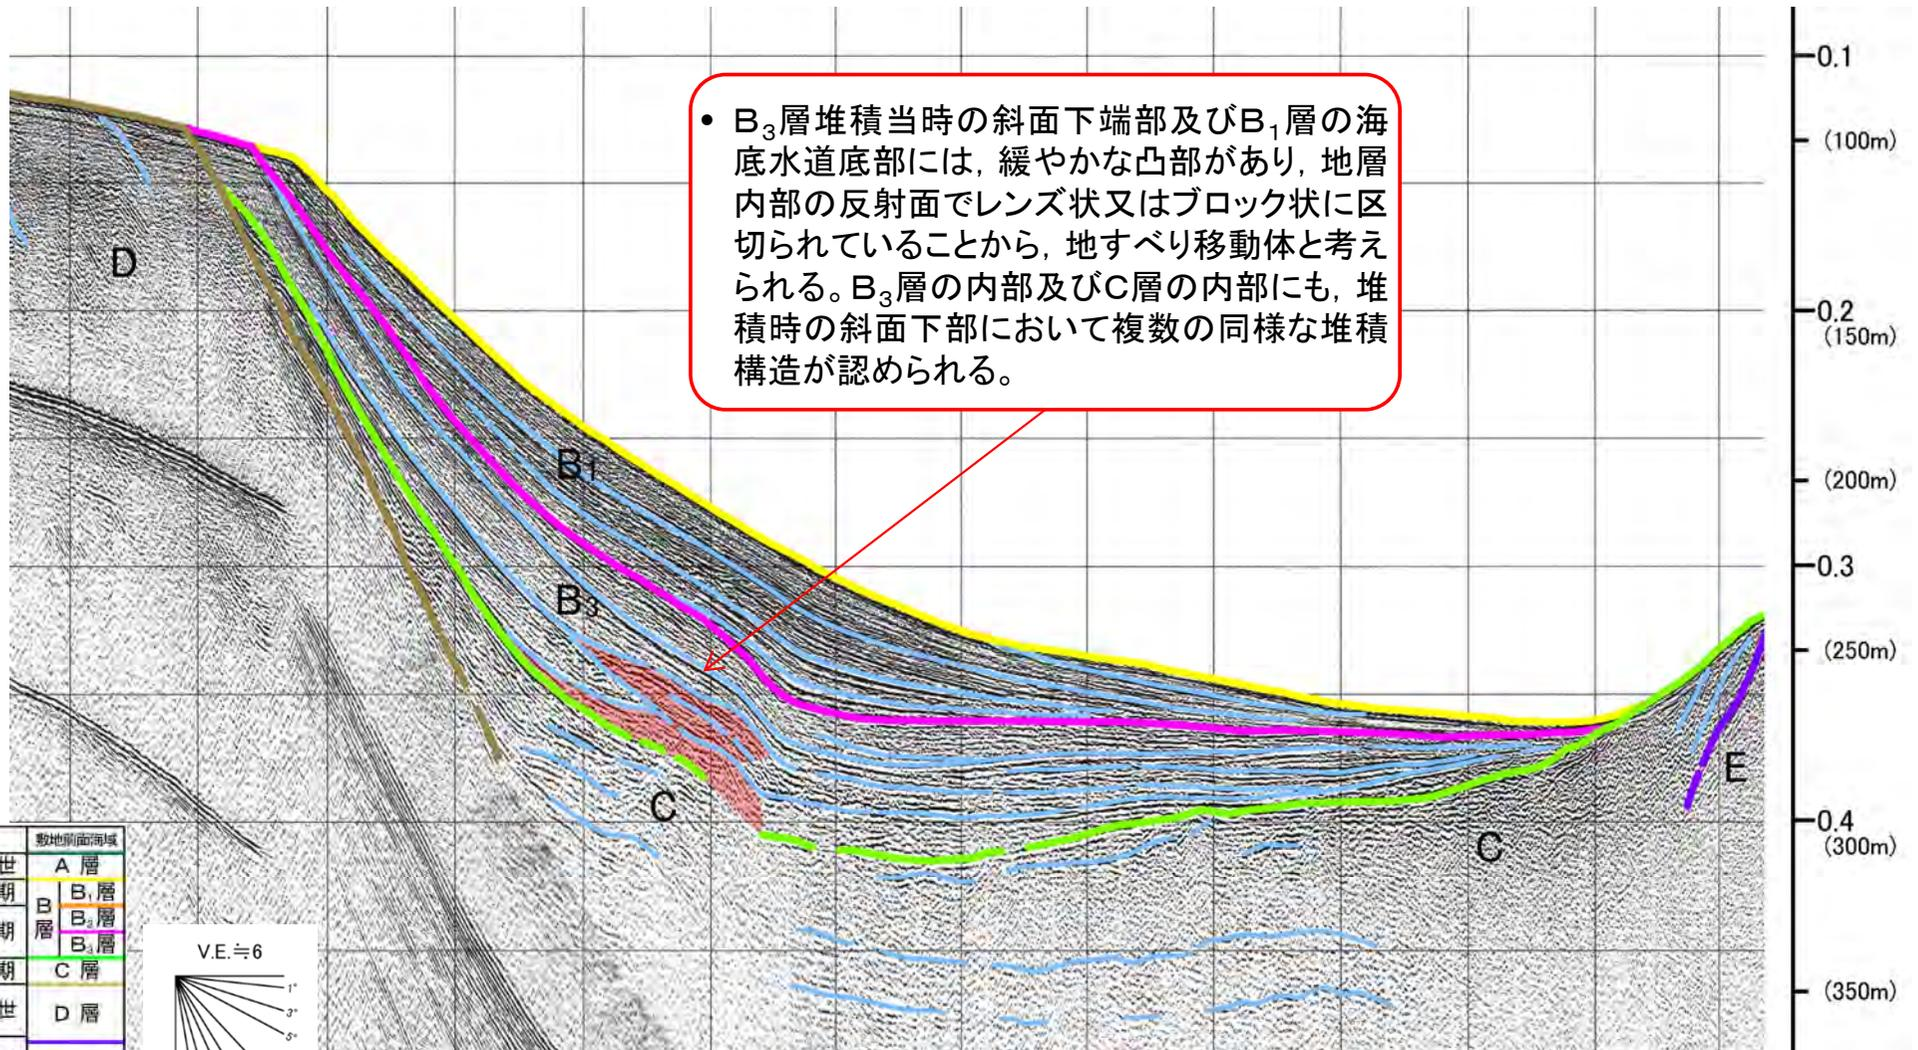 • B₃層堆積当時の斜面下端部及びB₁層の海
底水道底部には，緩やかな凸部があり，地層
内部の反射面でレンズ状又はブロック状に区
切られていることから，地すべり移動体と考え
られる。B₃層の内部及びC層の内部にも，堆
積時の斜面下部において複数の同様な堆積
構造が認められる。
0.1
(100m)
0.2
(150m)
(200m)
0.3
(250m)
0.4
(300m)
(350m)
D
B₁
B₃
C
C
E
敷地前面海域
世 A 層
期 B₁層
B層
B₂層
期 B₃層
期 C 層
世 D 層
V.E.≒6
1°
3°
5°